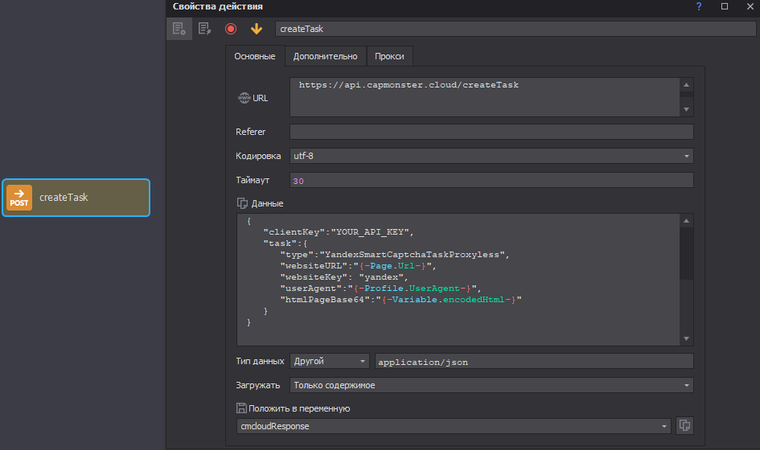 Свойства действия
?
createTask
Основные
Дополнительно
Прокси
URL
https://api.capmonster.cloud/createTask
Referer
Кодировка
utf-8
Таймаут
30
POST
createTask
Данные
{
"clientKey":"YOUR_API_KEY",
"task":{
"type":"YandexSmartCaptchaTaskProxyless",
"websiteURL":"{-Page.Url-}",
"websiteKey": "yandex",
"userAgent":"{-Profile.UserAgent-}",
"htmlPageBase64":"{-Variable.encodedHtml-}"
}
}
Тип данных
Другой
application/json
Загружать
Только содержимое
Положить в переменную
cmcloudResponse